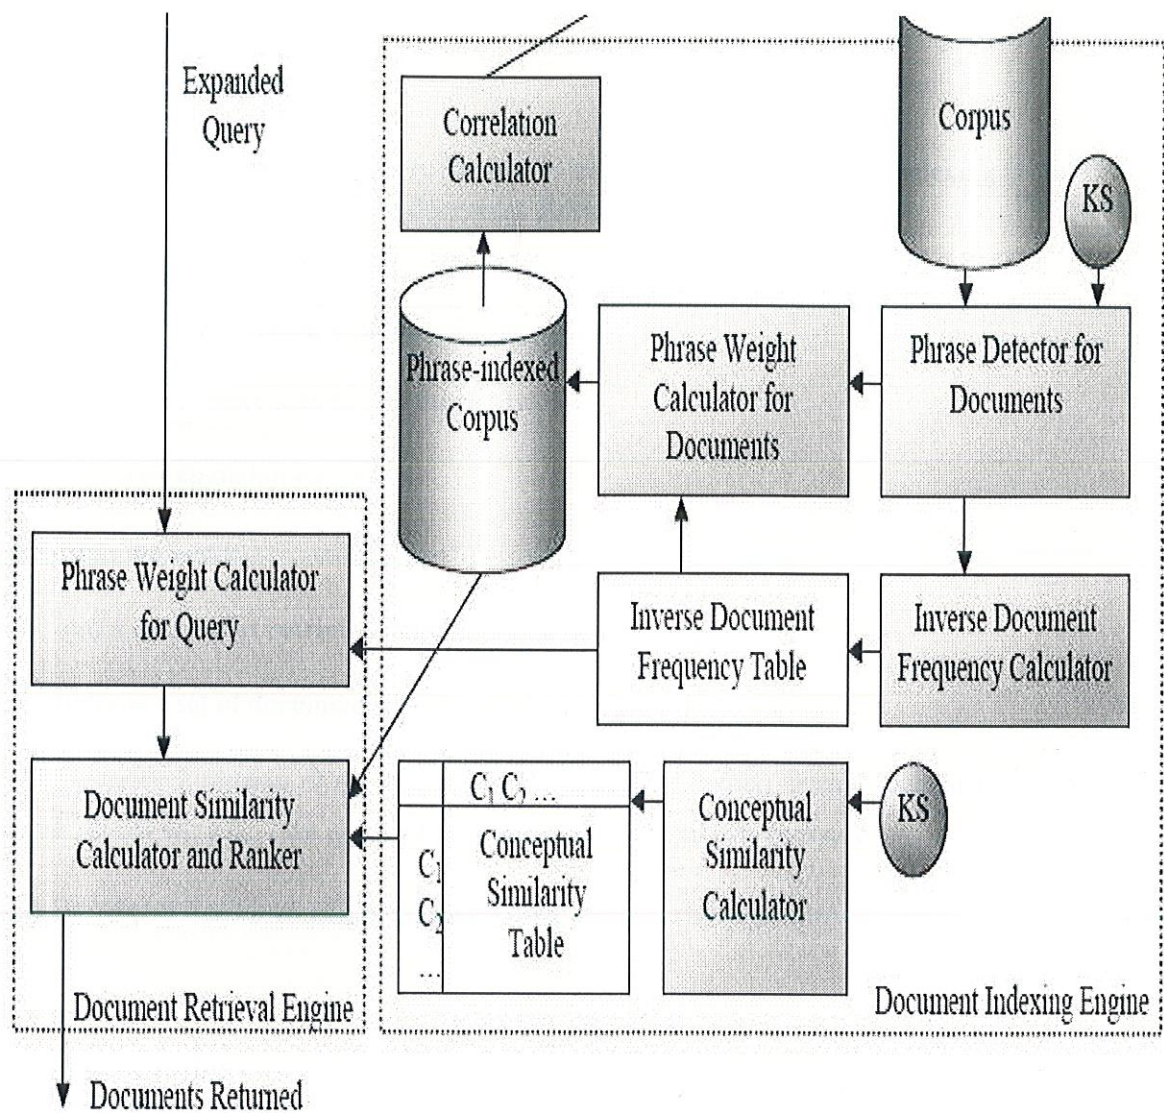 Expanded
Query
Correlation
Calculator
Corpus
KS
Phrase-indexed
Corpus
Phrase Weight
Calculator for
Documents
Phrase Detector for
Documents
Phrase Weight Calculator
for Query
Inverse Document
Frequency Table
Inverse Document
Frequency Calculator
Document Similarity
Calculator and Ranker
C1 C2 ...
C1
C2
...
Conceptual
Similarity
Table
Conceptual
Similarity
Calculator
KS
Document Retrieval Engine
Document Indexing Engine
Documents Returned